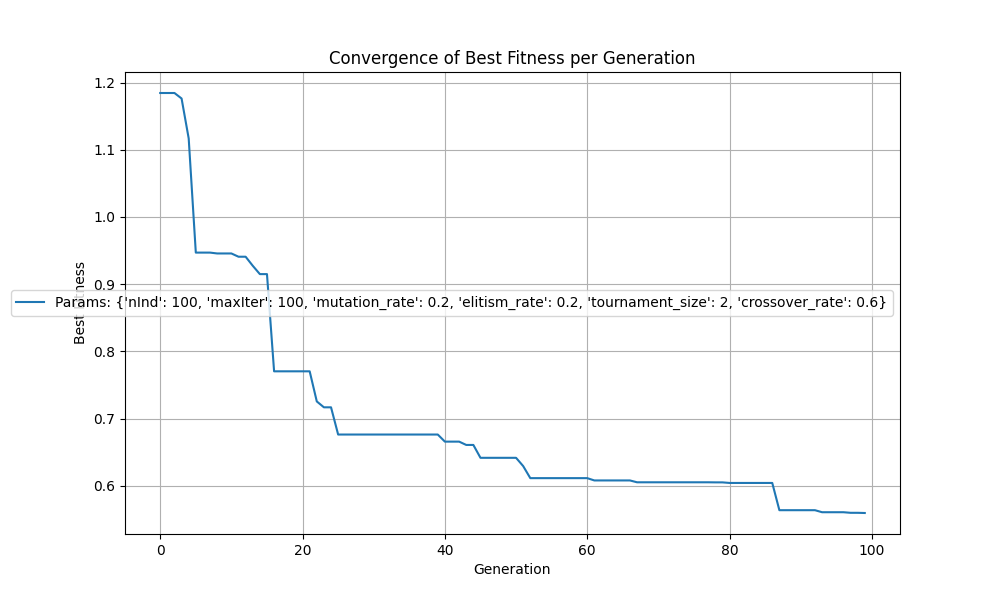 Convergence of Best Fitness per Generation
1.2
1.1
1.0
0.9
0.8
0.7
0.6
Best
ness
Params: {'nInd': 100, 'maxIter': 100, 'mutation_rate': 0.2, 'elitism_rate': 0.2, 'tournament_size': 2, 'crossover_rate': 0.6}
0
20
40
60
80
100
Generation